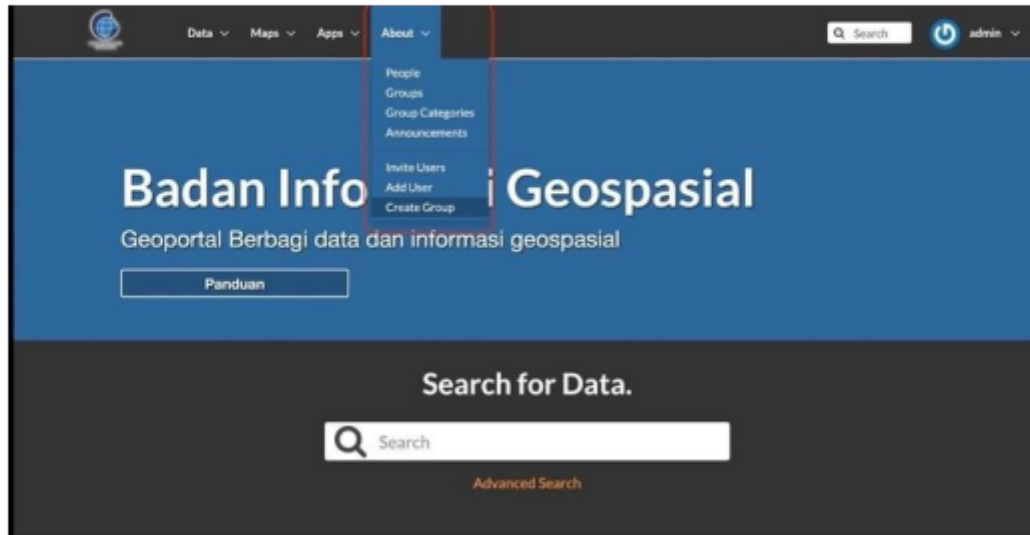 Data Maps Apps About Search admin
People
Groups
Group Categories
Announcements
Invite Users
Add User
Create Group
Badan Info i Geospasial
Geoportal Berbagi data dan informasi geospasial
Panduan
Search for Data.
Search
Advanced Search